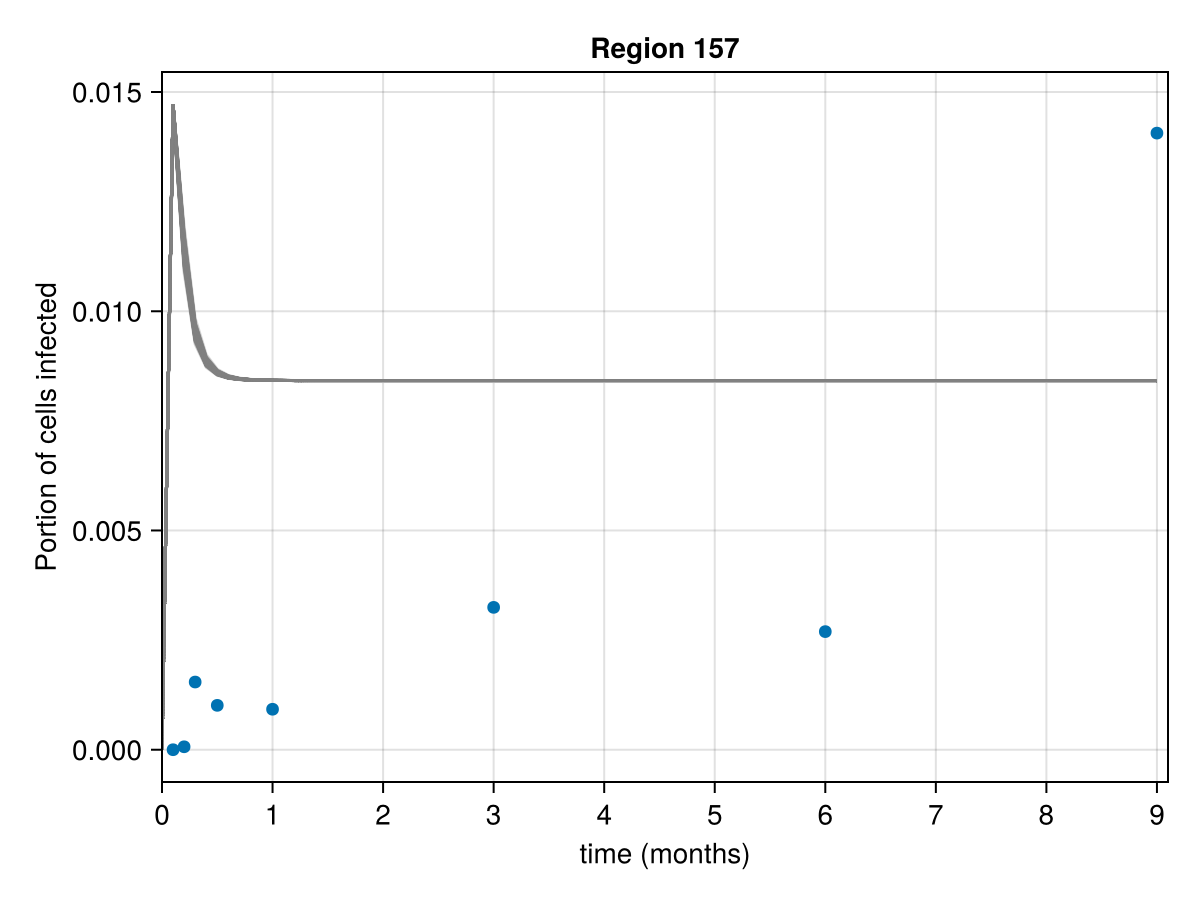 Region 157
Portion of cells infected
0.015
0.010
0.005
0.000
0 1 2 3 4 5 6 7 8 9
time (months)